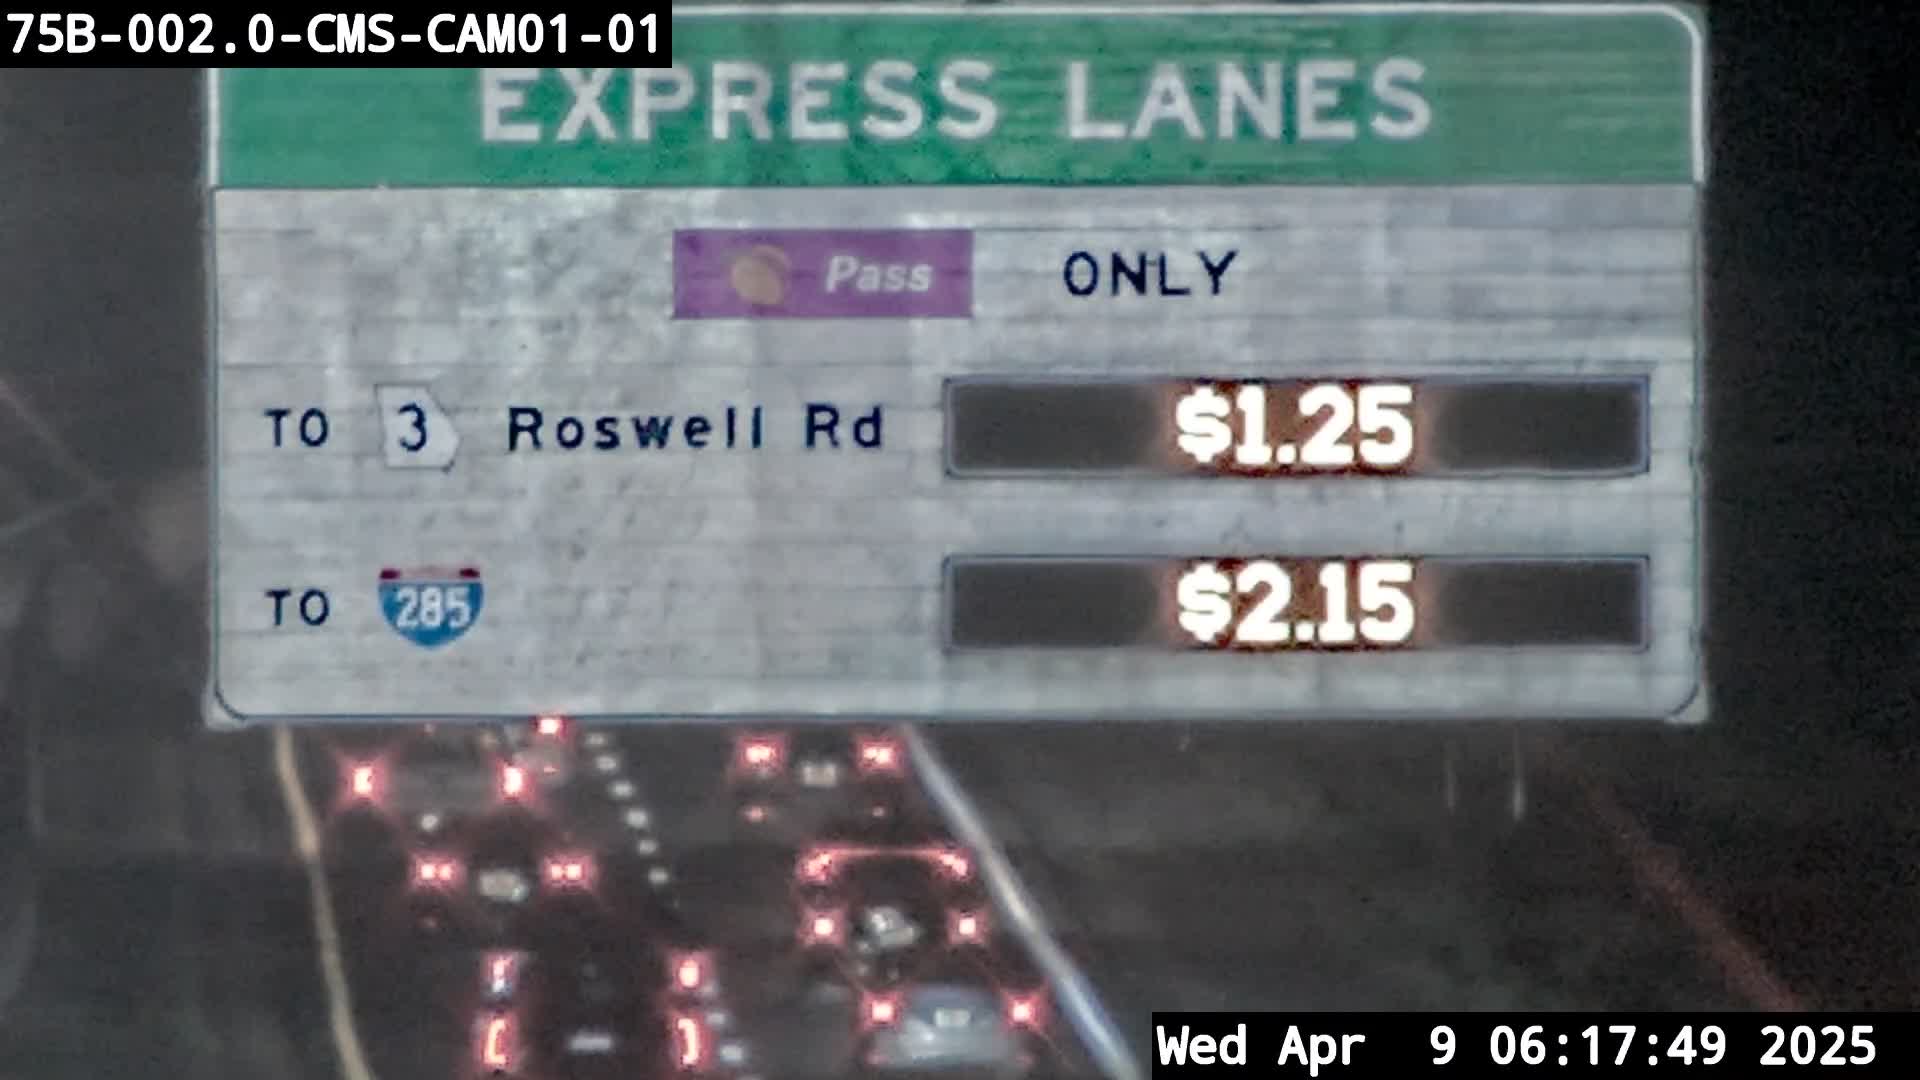 75B-002.0-CMS-CAM01-01
EXPRESS LANES
Pass ONLY
TO 3 Roswell Rd $1.25
TO 285 $2.15
Wed Apr 9 06:17:49 2025